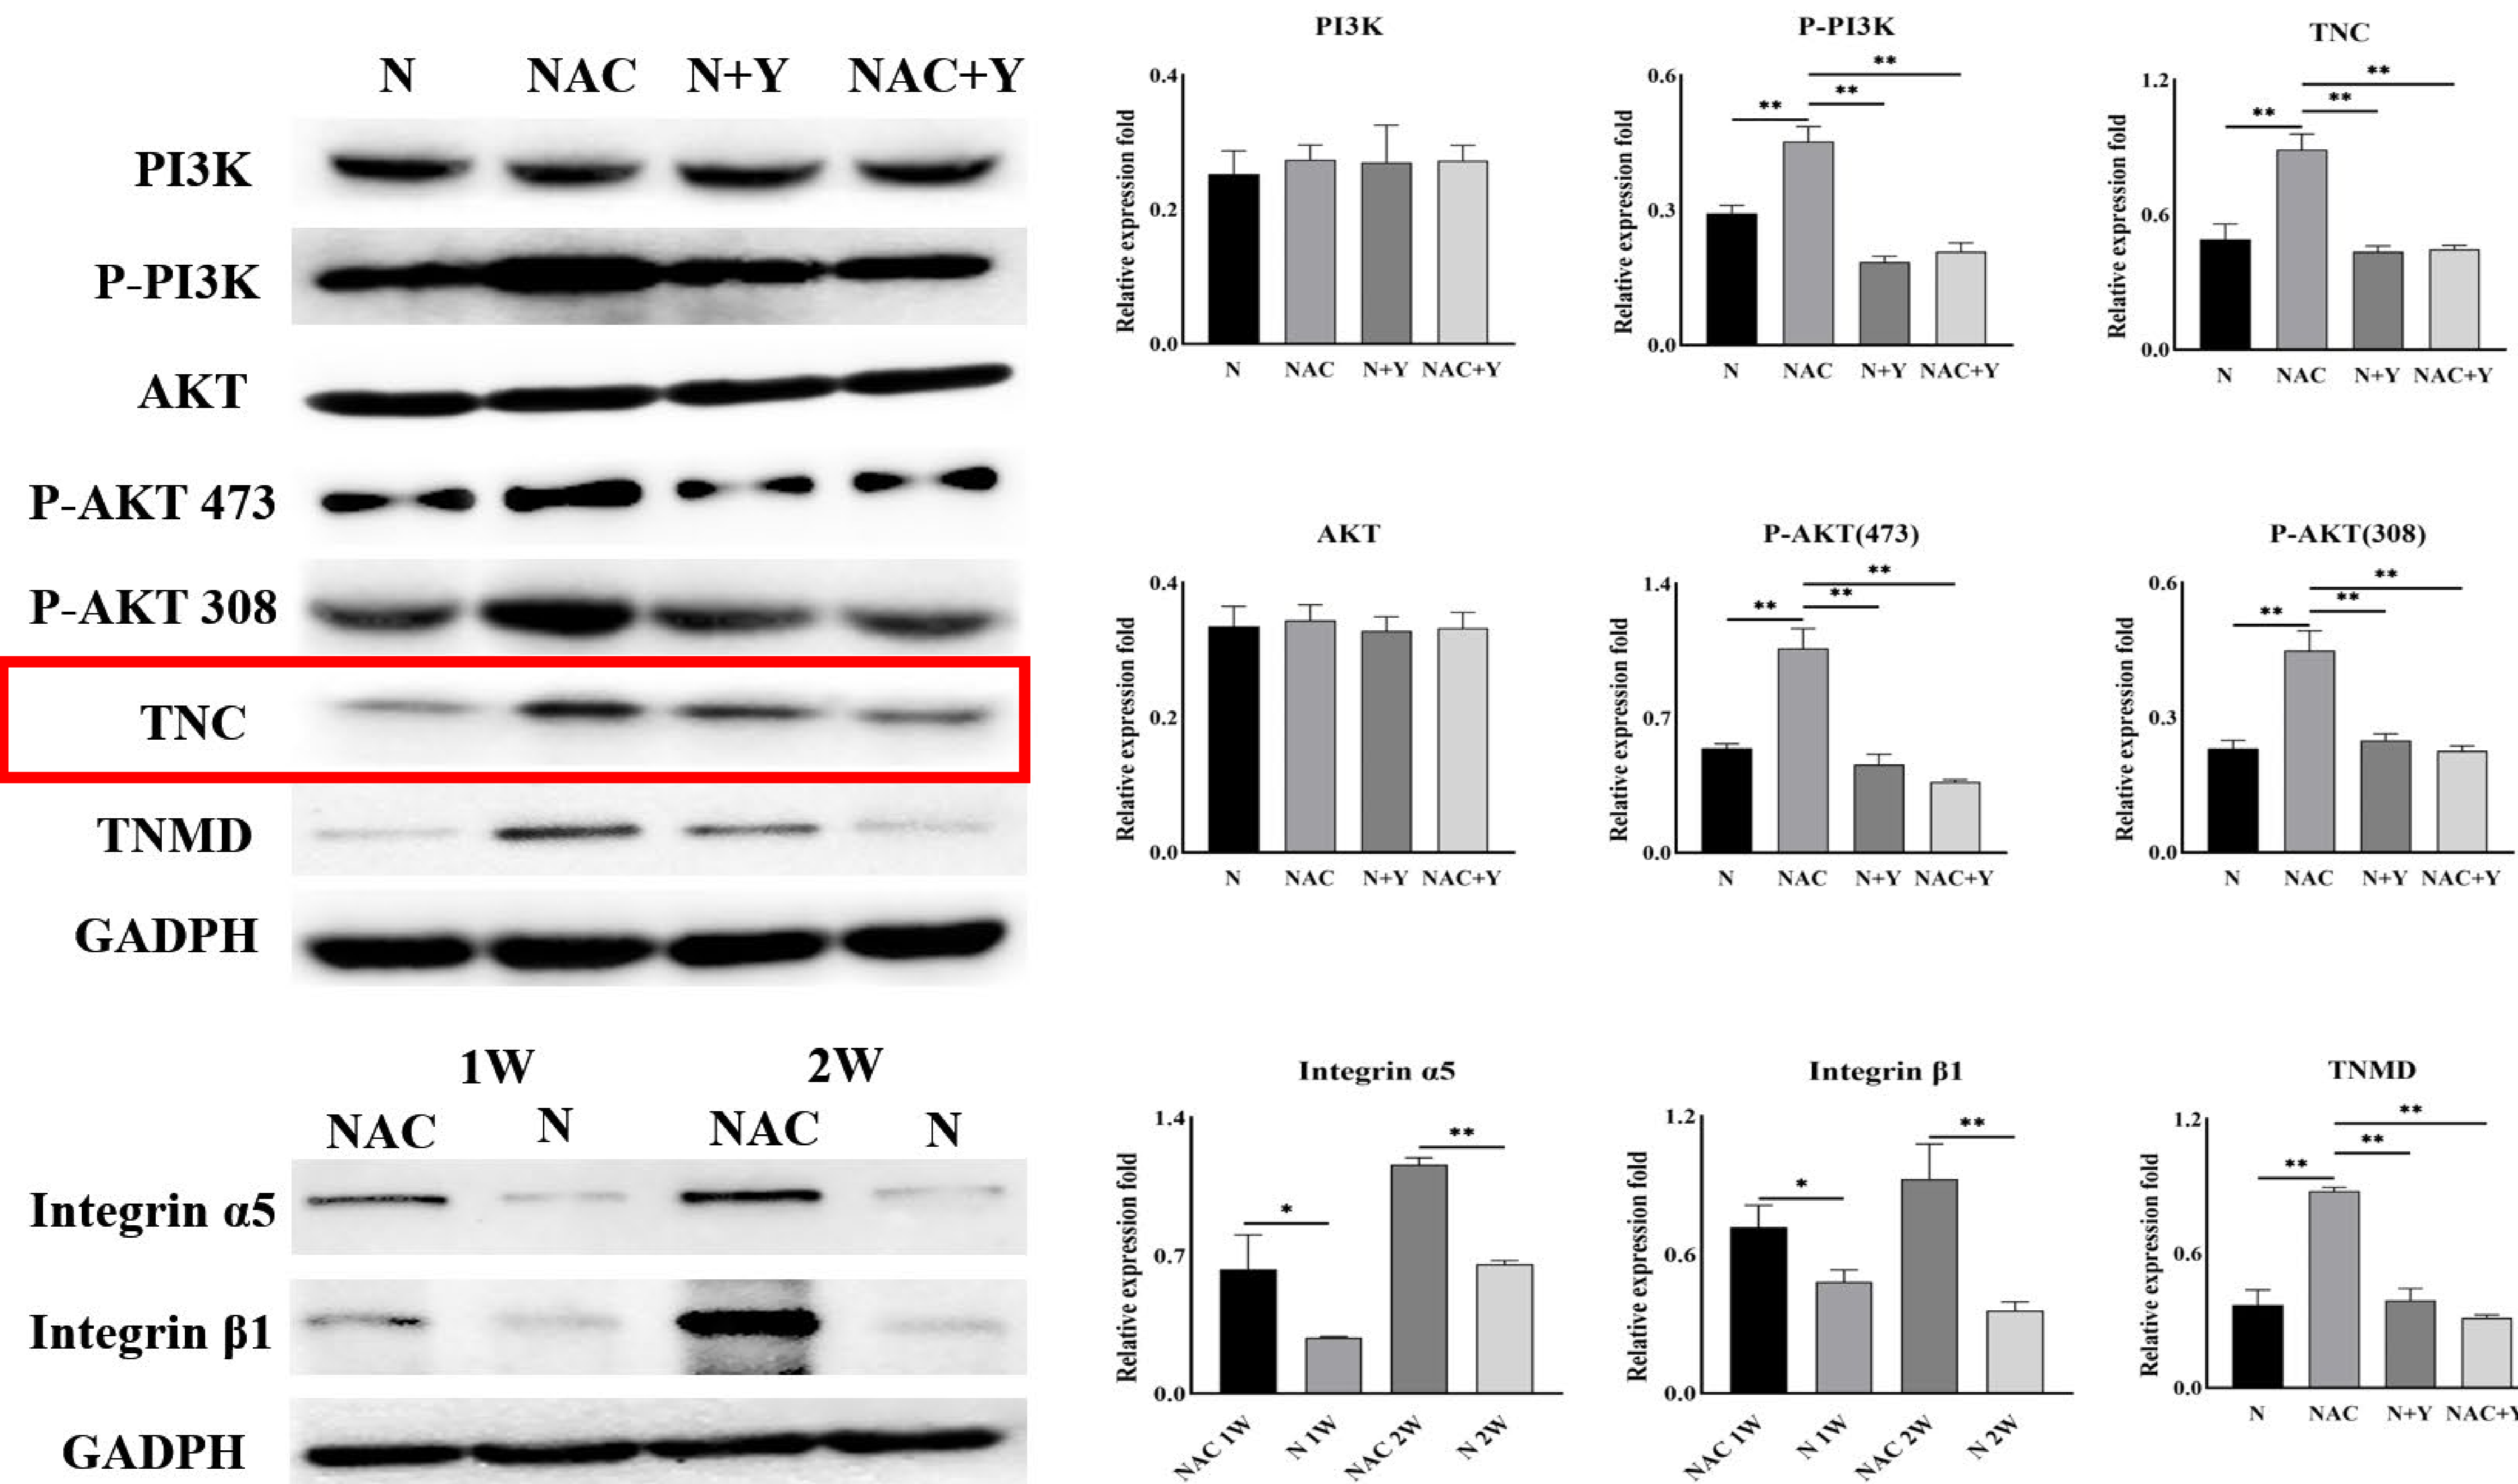 N NAC N+Y NAC+Y
PI3K
P-PI3K
AKT
P-AKT 473
P-AKT 308
TNC
TNMD
GADPH
1W 2W
NAC N NAC N
Integrin α5
Integrin β1
GADPH
PI3K
Relative expression fold
0.4
0.2
0.0
N NAC N+Y NAC+Y
P-PI3K
Relative expression fold
0.6
0.3
0.0
** ** **
N NAC N+Y NAC+Y
TNC
Relative expression fold
1.2
0.6
0.0
** ** **
N NAC N+Y NAC+Y
AKT
Relative expression fold
0.4
0.2
0.0
N NAC N+Y NAC+Y
P-AKT(473)
Relative expression fold
1.4
0.7
0.0
** ** **
N NAC N+Y NAC+Y
P-AKT(308)
Relative expression fold
0.6
0.3
0.0
** ** **
N NAC N+Y NAC+Y
Integrin α5
Relative expression fold
1.4
0.7
0.0
* **
NAC 1W N 1W NAC 2W N 2W
Integrin β1
Relative expression fold
1.2
0.6
0.0
* **
NAC 1W N 1W NAC 2W N 2W
TNMD
Relative expression fold
1.2
0.6
0.0
** ** **
N NAC N+Y NAC+Y